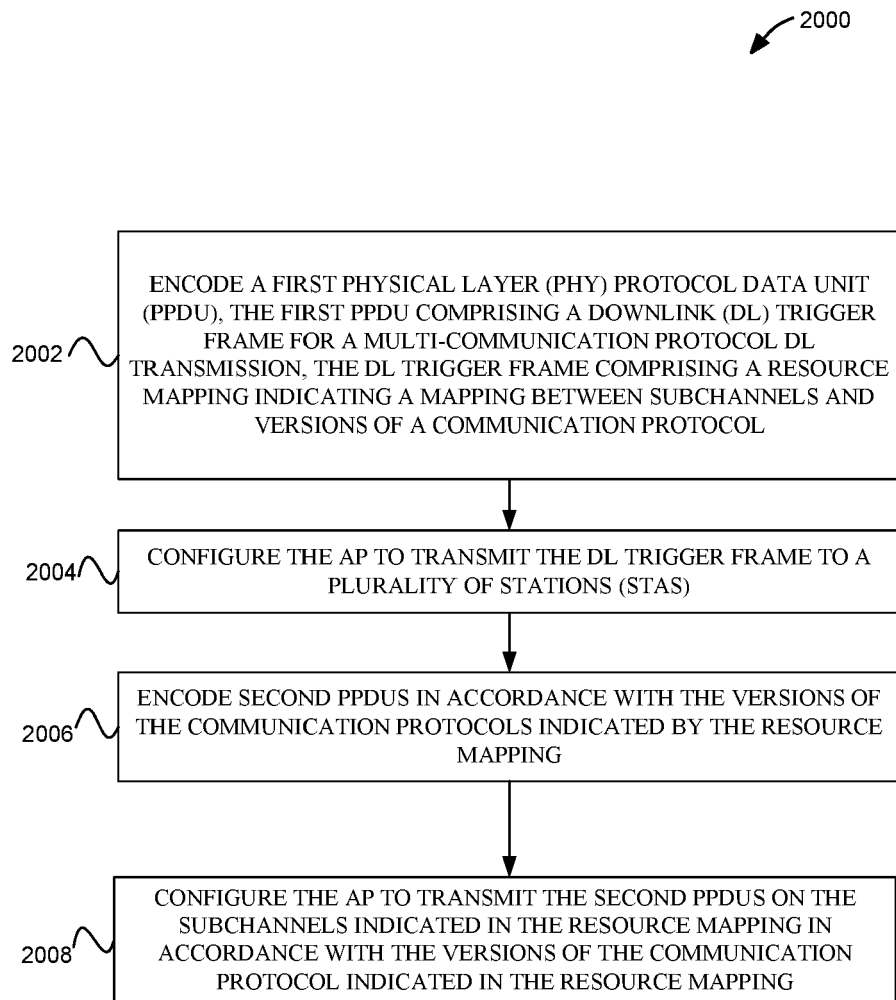 2000
ENCODE A FIRST PHYSICAL LAYER (PHY) PROTOCOL DATA UNIT
(PPDU), THE FIRST PPDU COMPRISING A DOWNLINK (DL) TRIGGER
FRAME FOR A MULTI-COMMUNICATION PROTOCOL DL
TRANSMISSION, THE DL TRIGGER FRAME COMPRISING A RESOURCE
MAPPING INDICATING A MAPPING BETWEEN SUBCHANNELS AND
VERSIONS OF A COMMUNICATION PROTOCOL
2002
CONFIGURE THE AP TO TRANSMIT THE DL TRIGGER FRAME TO A
PLURALITY OF STATIONS (STAS)
2004
ENCODE SECOND PPDUS IN ACCORDANCE WITH THE VERSIONS OF
THE COMMUNICATION PROTOCOLS INDICATED BY THE RESOURCE
MAPPING
2006
CONFIGURE THE AP TO TRANSMIT THE SECOND PPDUS ON THE
SUBCHANNELS INDICATED IN THE RESOURCE MAPPING IN
ACCORDANCE WITH THE VERSIONS OF THE COMMUNICATION
PROTOCOL INDICATED IN THE RESOURCE MAPPING
2008